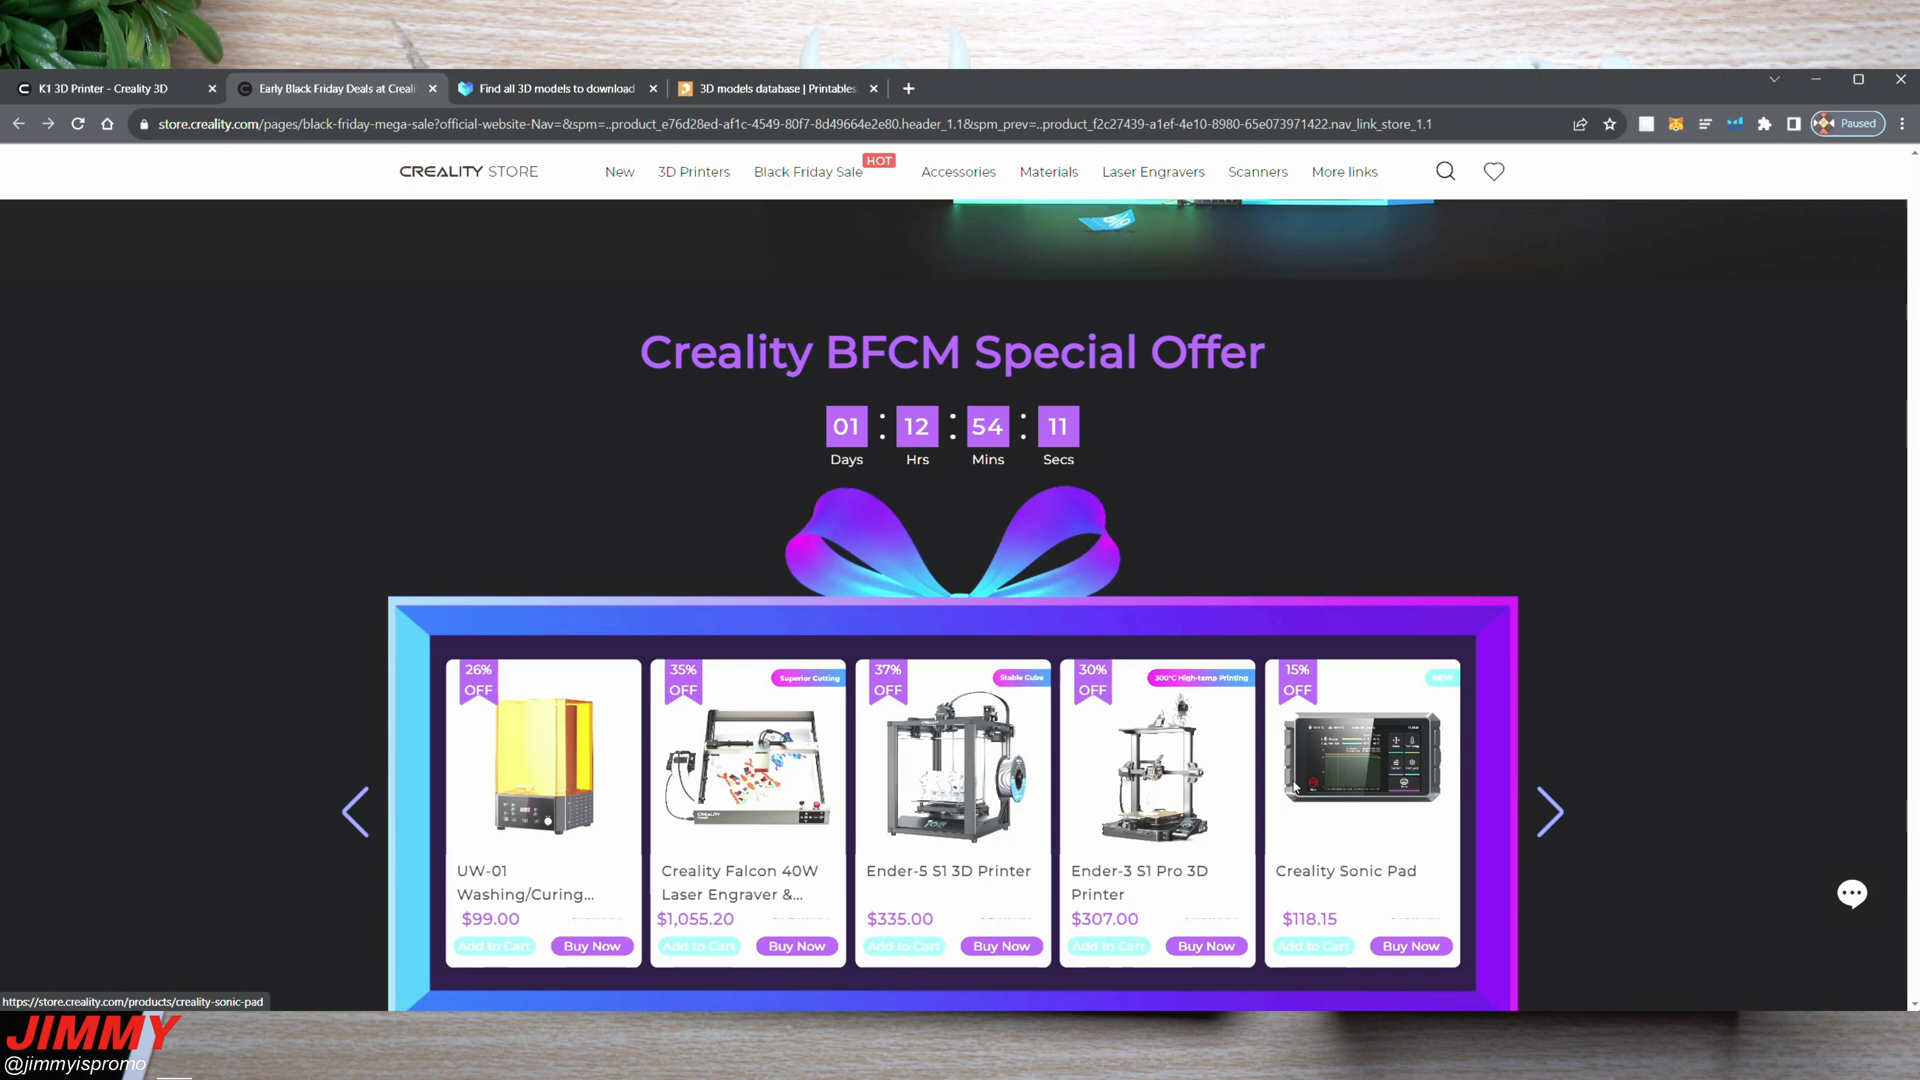 K1 3D Printer - Creality 3D
Early Black Friday Deals at Creali
Find all 3D models to download
3D models database | Printables.
store.creality.com/pages/black-friday-mega-sale?official-website-Nav=&spm=..product_e76d28ed-af1c-4549-80f7-8d49664e2e80.header_1.1&spm_prev=..product_f2c27439-a1ef-4e10-8980-65e073971422.nav_link_store_1.1
Paused
CREALITY STORE
New
3D Printers
Black Friday Sale
HOT
Accessories
Materials
Laser Engravers
Scanners
More links
Creality BFCM Special Offer
01 : 12 : 54 : 11
Days Hrs Mins Secs
26% OFF
UW-01
Washing/Curing...
$99.00
Add to Cart Buy Now
35% OFF
Superior Cutting
Creality Falcon 40W
Laser Engraver &...
$1,055.20
Add to Cart Buy Now
37% OFF
Stable Cube
Ender-5 S1 3D Printer
$335.00
Add to Cart Buy Now
30% OFF
300°C High-temp Printing
Ender-3 S1 Pro 3D
Printer
$307.00
Add to Cart Buy Now
15% OFF
NEW
Creality Sonic Pad
$118.15
Add to Cart Buy Now
https://store.creality.com/products/creality-sonic-pad
JIMMY
@jimmyispromo